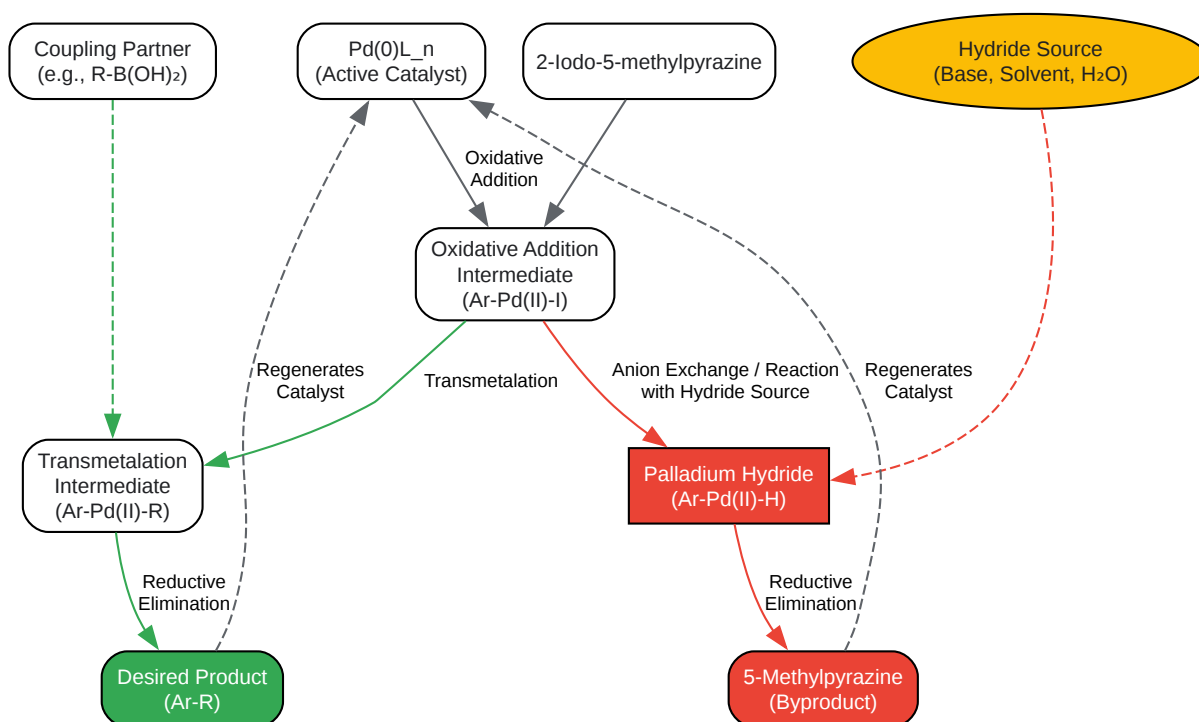 Coupling Partner
(e.g., R-B(OH)₂)
Pd(0)L_n
(Active Catalyst)
2-Iodo-5-methylpyrazine
Hydride Source
(Base, Solvent, H₂O)
Oxidative
Addition
Oxidative Addition
Intermediate
(Ar-Pd(II)-I)
Regenerates
Catalyst
Transmetalation
Anion Exchange / Reaction
with Hydride Source
Regenerates
Catalyst
Transmetalation
Intermediate
(Ar-Pd(II)-R)
Palladium Hydride
(Ar-Pd(II)-H)
Reductive
Elimination
Reductive
Elimination
Desired Product
(Ar-R)
5-Methylpyrazine
(Byproduct)